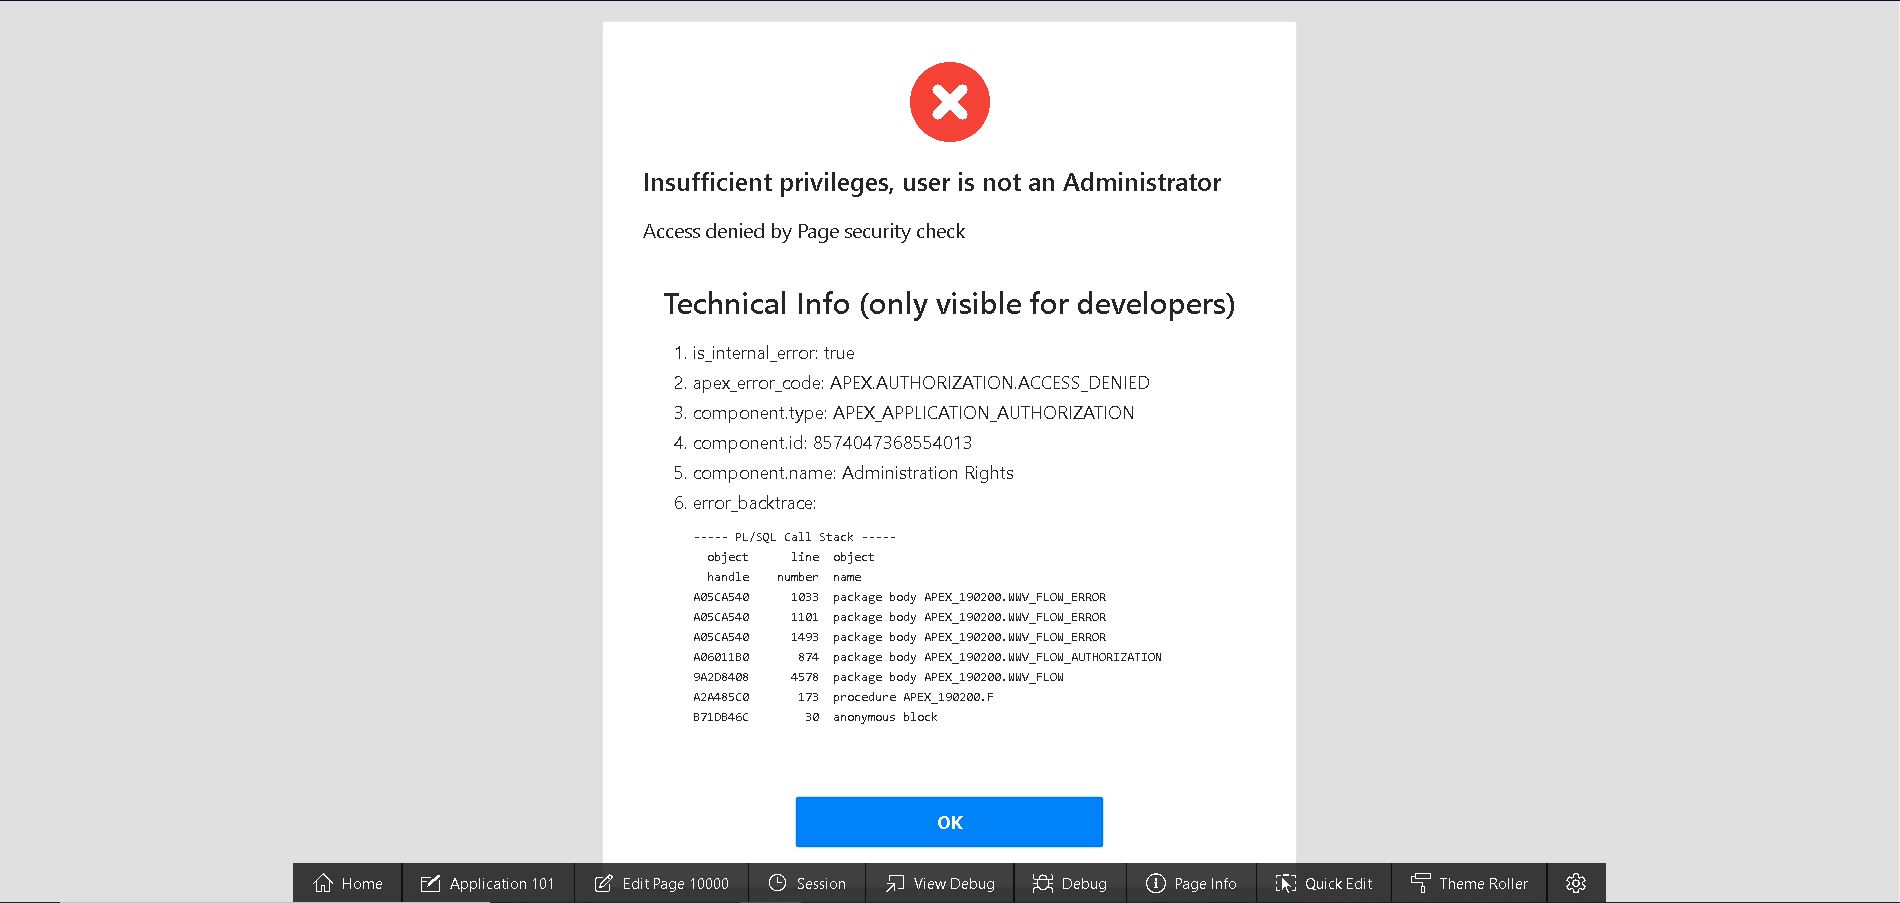 Insufficient privileges, user is not an Administrator
Access denied by Page security check
Technical Info (only visible for developers)
1. is_internal_error: true
2. apex_error_code: APEX.AUTHORIZATION.ACCESS_DENIED
3. component.type: APEX_APPLICATION_AUTHORIZATION
4. component.id: 8574047368554013
5. component.name: Administration Rights
6. error_backtrace:
----- PL/SQL Call Stack -----
object line object
handle number name
A05CA540 1033 package body APEX_190200.WWV_FLOW_ERROR
A05CA540 1101 package body APEX_190200.WWV_FLOW_ERROR
A05CA540 1493 package body APEX_190200.WWV_FLOW_ERROR
A06011B0 874 package body APEX_190200.WWV_FLOW_AUTHORIZATION
9A2D8408 4578 package body APEX_190200.WWV_FLOW
A2A485C0 173 procedure APEX_190200.F
B71DB46C 30 anonymous block
OK
Home Application 101 Edit Page 10000 Session View Debug Debug Page Info Quick Edit Theme Roller